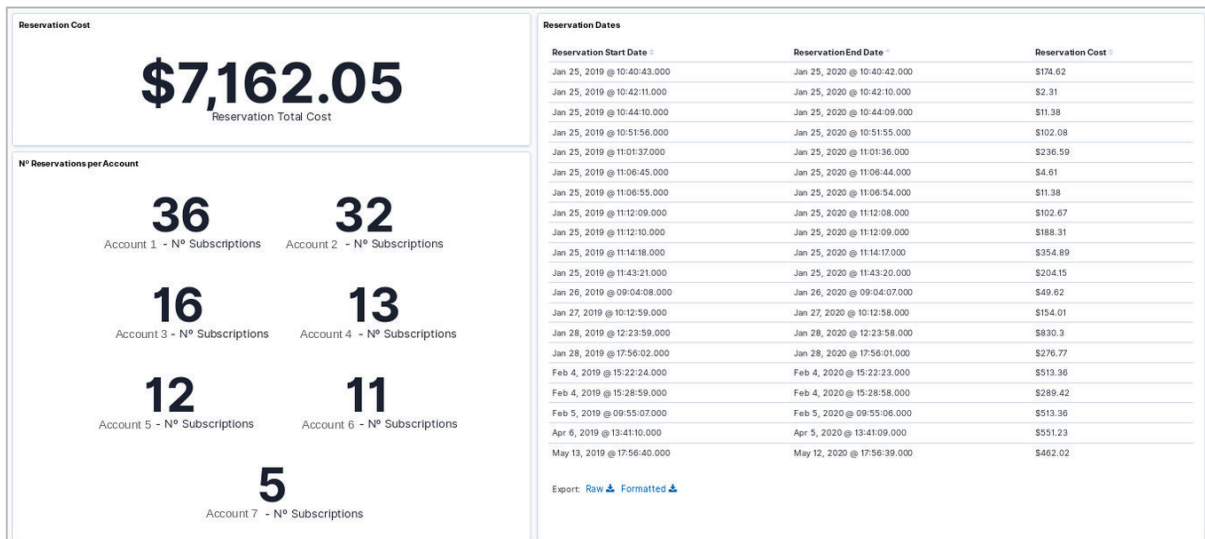 Reservation Cost
$7,162.05
Reservation Total Cost
Nº Reservations per Account
36 32
Account 1 - Nº Subscriptions Account 2 - Nº Subscriptions
16 13
Account 3 - Nº Subscriptions Account 4 - Nº Subscriptions
12 11
Account 5 - Nº Subscriptions Account 6 - Nº Subscriptions
5
Account 7 - Nº Subscriptions
Reservation Dates
Reservation Start Date Reservation End Date Reservation Cost
Jan 25, 2019 @ 10:40:43.000 Jan 25, 2020 @ 10:40:42.000 $174.62
Jan 25, 2019 @ 10:42:11.000 Jan 25, 2020 @ 10:42:10.000 $2.31
Jan 25, 2019 @ 10:44:10.000 Jan 25, 2020 @ 10:44:09.000 $11.38
Jan 25, 2019 @ 10:51:56.000 Jan 25, 2020 @ 10:51:55.000 $102.08
Jan 25, 2019 @ 11:01:37.000 Jan 25, 2020 @ 11:01:36.000 $236.59
Jan 25, 2019 @ 11:06:45.000 Jan 25, 2020 @ 11:06:44.000 $4.61
Jan 25, 2019 @ 11:06:55.000 Jan 25, 2020 @ 11:06:54.000 $11.38
Jan 25, 2019 @ 11:12:09.000 Jan 25, 2020 @ 11:12:08.000 $102.67
Jan 25, 2019 @ 11:12:10.000 Jan 25, 2020 @ 11:12:09.000 $188.31
Jan 25, 2019 @ 11:14:18.000 Jan 25, 2020 @ 11:14:17.000 $354.89
Jan 25, 2019 @ 11:43:21.000 Jan 25, 2020 @ 11:43:20.000 $204.15
Jan 26, 2019 @ 09:04:08.000 Jan 26, 2020 @ 09:04:07.000 $49.62
Jan 27, 2019 @ 10:12:59.000 Jan 27, 2020 @ 10:12:58.000 $154.01
Jan 28, 2019 @ 12:23:59.000 Jan 28, 2020 @ 12:23:58.000 $830.3
Jan 28, 2019 @ 17:56:02.000 Jan 28, 2020 @ 17:56:01.000 $276.77
Feb 4, 2019 @ 15:22:24.000 Feb 4, 2020 @ 15:22:23.000 $513.36
Feb 4, 2019 @ 15:28:59.000 Feb 4, 2020 @ 15:28:58.000 $289.42
Feb 5, 2019 @ 09:55:07.000 Feb 5, 2020 @ 09:55:06.000 $513.36
Apr 6, 2019 @ 13:41:10.000 Apr 5, 2020 @ 13:41:09.000 $551.23
May 13, 2019 @ 17:56:40.000 May 12, 2020 @ 17:56:39.000 $462.02
Export: Raw Formatted